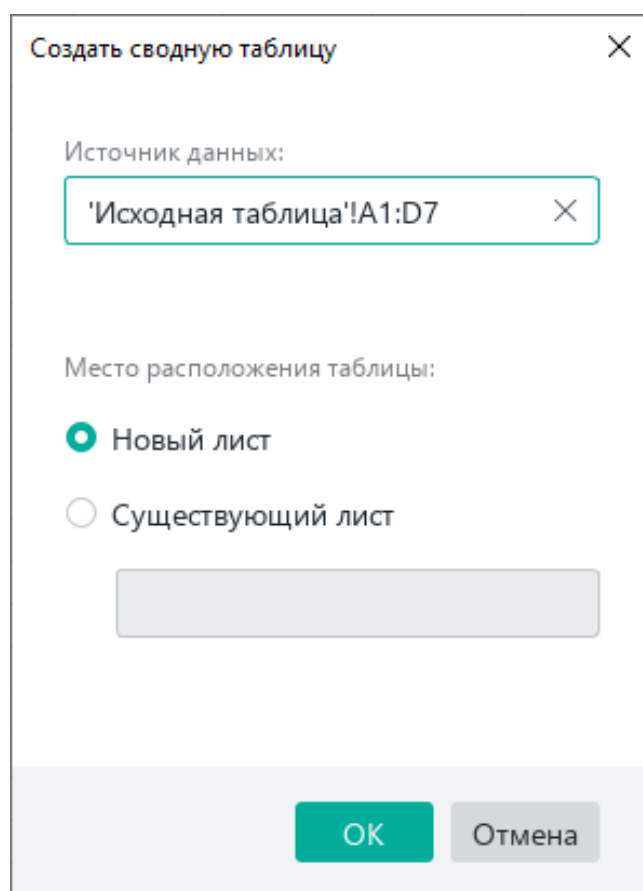 Создать сводную таблицу
Источник данных:
'Исходная таблица'!A1:D7
Место расположения таблицы:
Новый лист
Существующий лист
ОК Отмена